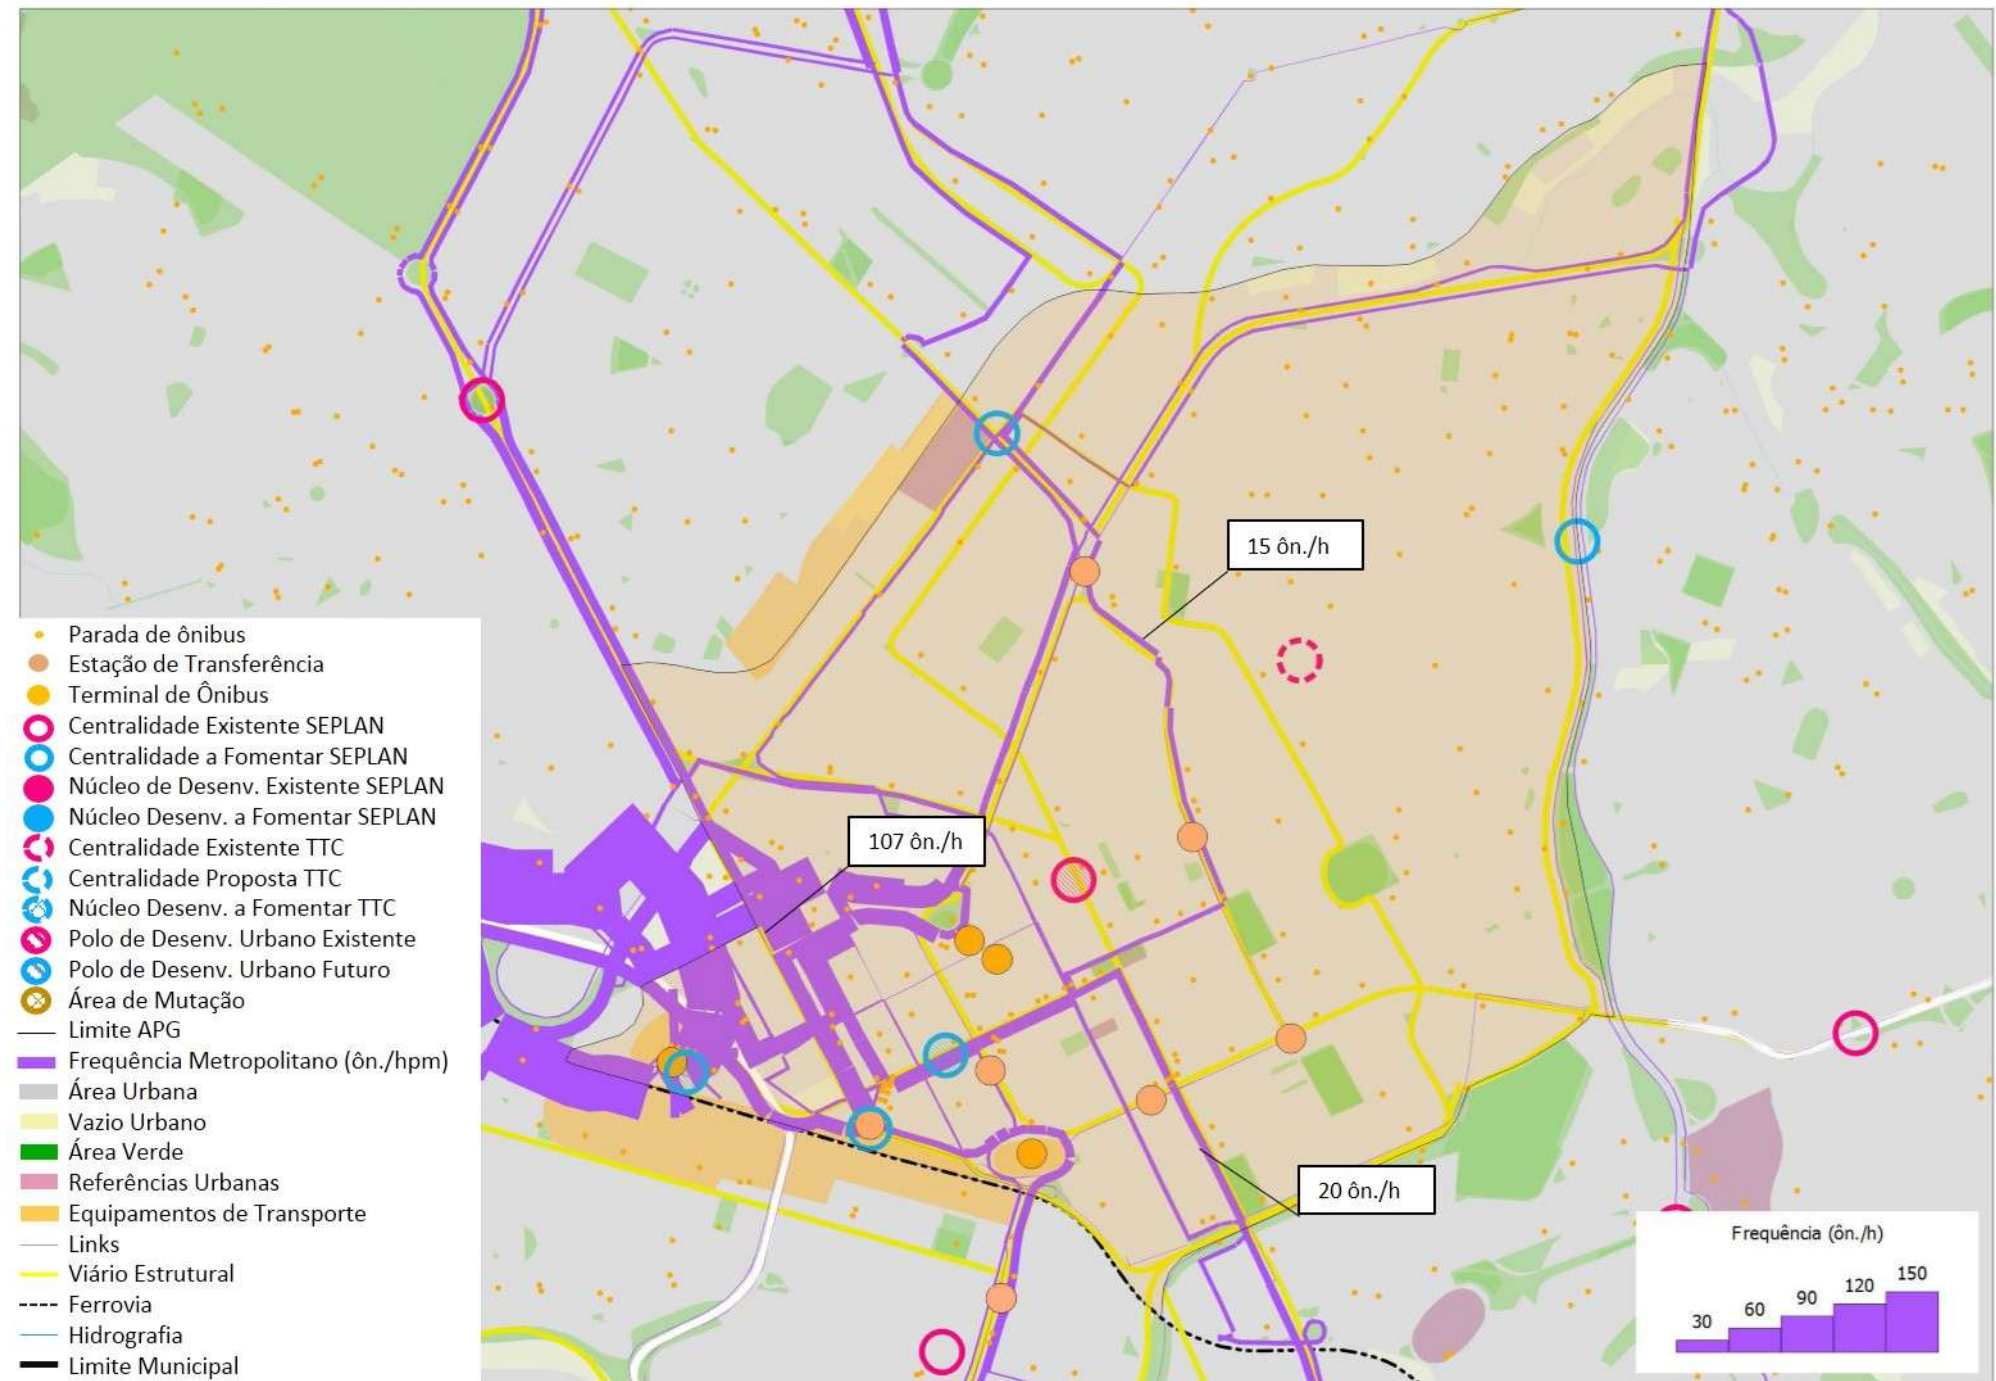 15 ôn./h
Parada de ônibus
Estação de Transferência
Terminal de Ônibus
Centralidade Existente SEPLAN
Centralidade a Fomentar SEPLAN
Núcleo de Desenv. Existente SEPLAN
Núcleo Desenv. a Fomentar SEPLAN
Centralidade Existente TTC
Centralidade Proposta TTC
Núcleo Desenv. a Fomentar TTC
Polo de Desenv. Urbano Existente
Polo de Desenv. Urbano Futuro
Área de Mutação
Limite APG
Frequência Metropolitano (ôn./hpm)
Área Urbana
Vazio Urbano
Área Verde
Referências Urbanas
Equipamentos de Transporte
Links
Viário Estrutural
Ferrovia
Hidrografia
Limite Municipal
107 ôn./h
20 ôn./h
Frequência (ôn./h)
30 60 90 120 150